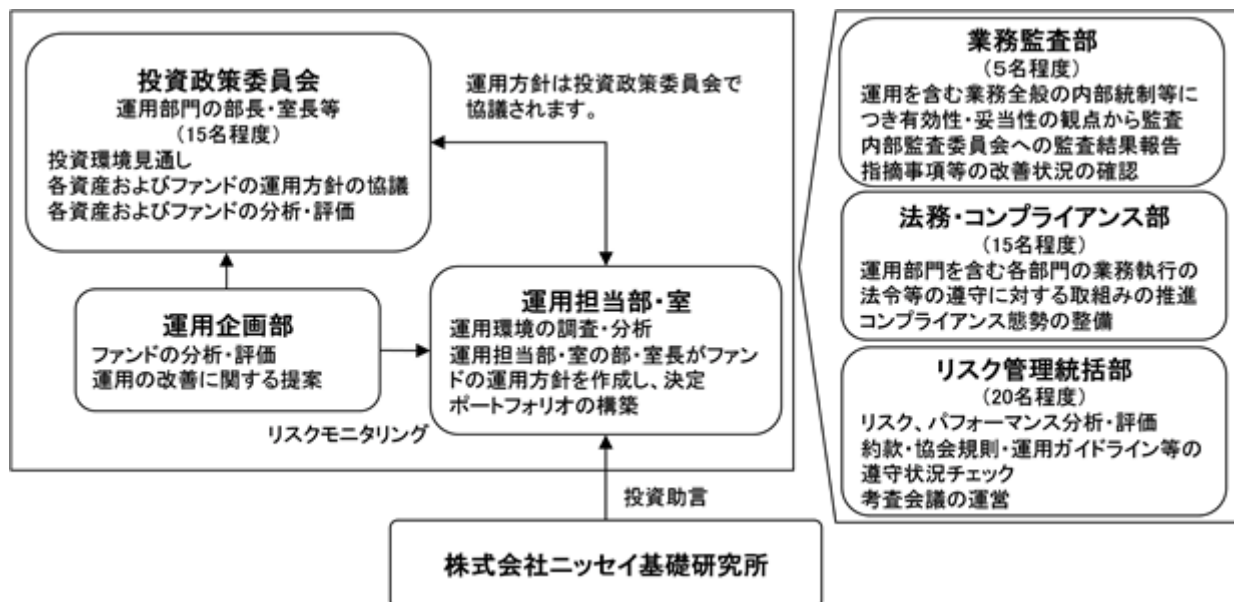 投資政策委員会
運用部門の部長・室長等
(15名程度)
投資環境見通し
各資産およびファンドの運用方針の協議
各資産およびファンドの分析・評価
運用方針は投資政策委員会で
協議されます。
運用企画部
ファンドの分析・評価
運用の改善に関する提案
リスクモニタリング
運用担当部・室
運用環境の調査・分析
運用担当部・室の部・室長がファン
ドの運用方針を作成し、決定
ポートフォリオの構築
投資助言
株式会社ニッセイ基礎研究所
業務監査部
(5名程度)
運用を含む業務全般の内部統制等に
つき有効性・妥当性の観点から監査
内部監査委員会への監査結果報告
指摘事項等の改善状況の確認
法務・コンプライアンス部
(15名程度)
運用部門を含む各部門の業務執行の
法令等の遵守に対する取組みの推進
コンプライアンス態勢の整備
リスク管理統括部
(20名程度)
リスク、パフォーマンス分析・評価
約款・協会規則・運用ガイドライン等の
遵守状況チェック
考査会議の運営